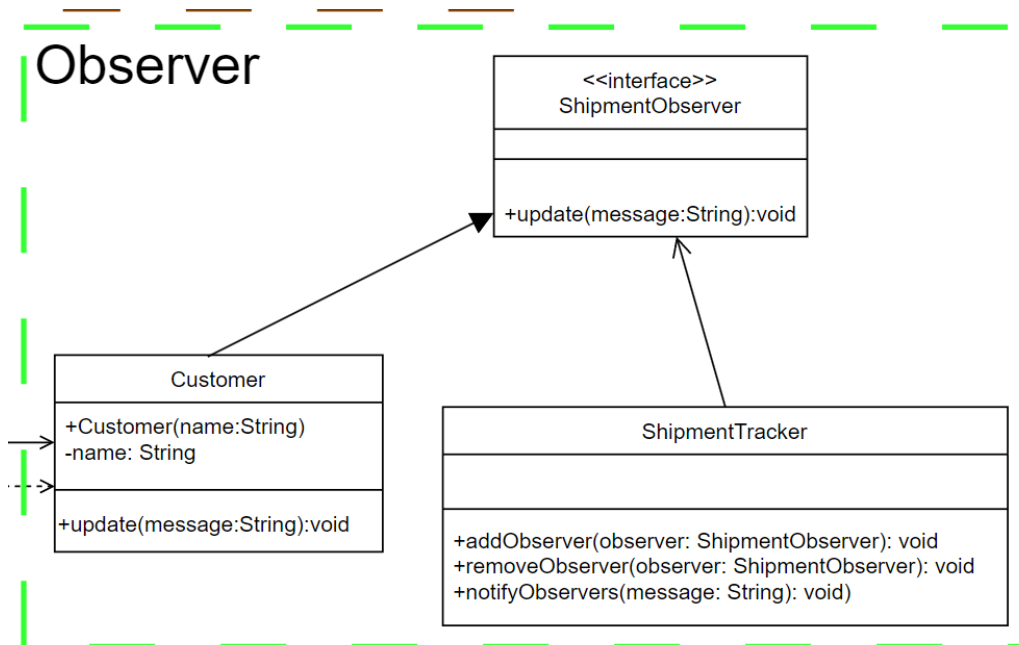 Observer
<<interface>>
ShipmentObserver
+update(message:String):void
Customer
+Customer(name:String)
-name: String
+update(message:String):void
ShipmentTracker
+addObserver(observer: ShipmentObserver): void
+removeObserver(observer: ShipmentObserver): void
+notifyObservers(message: String): void)